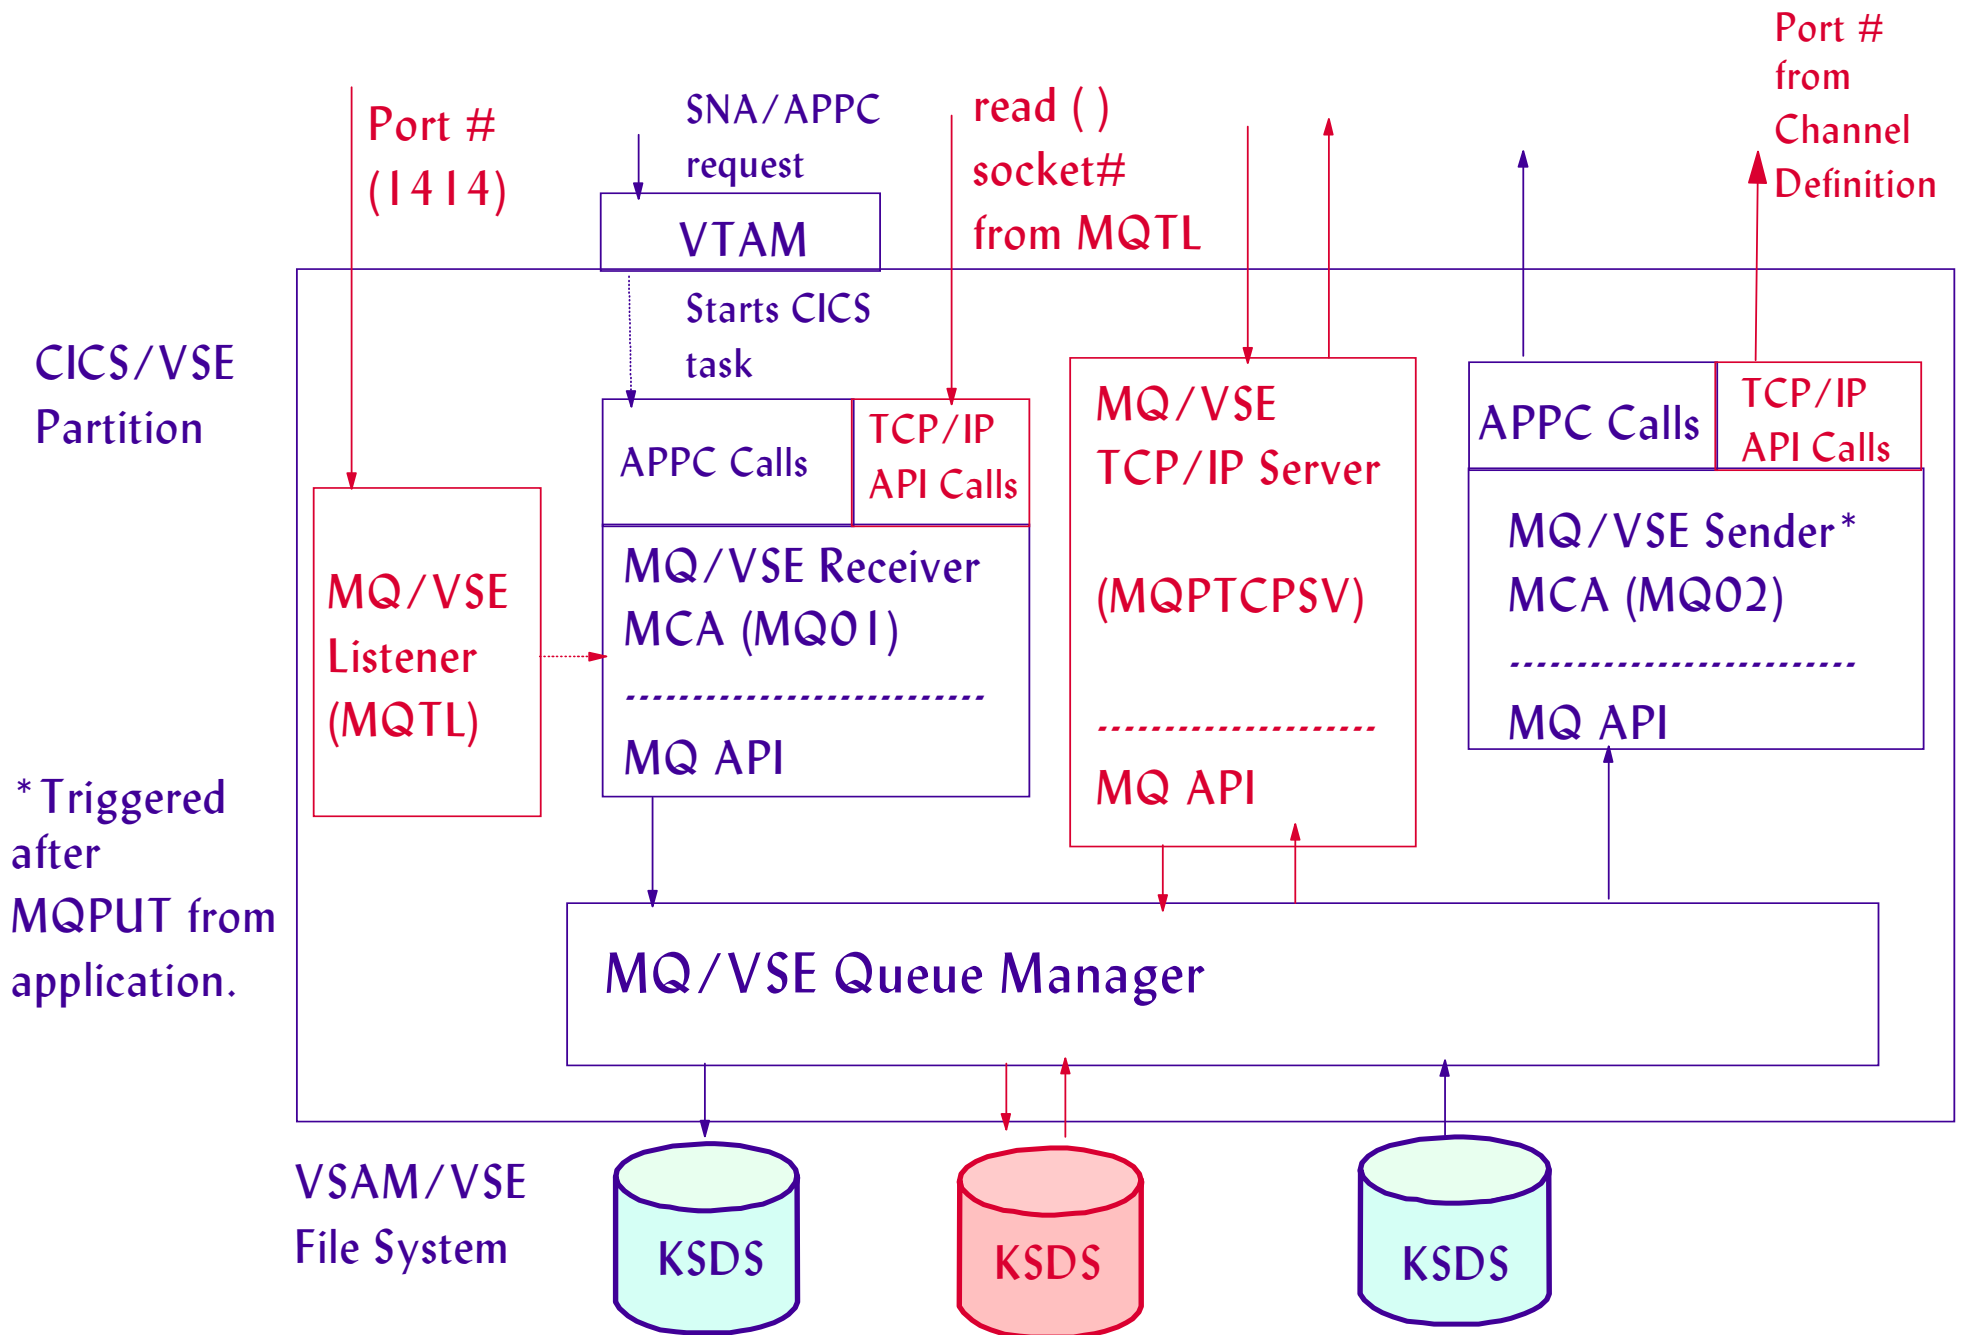 Port #
from
Channel
Definition
Port #
(1414)
SNA/APPC
request
read ( )
socket#
from MQTL
VTAM
Starts CICS
task
CICS/VSE
Partition
APPC Calls
TCP/IP
API Calls
MQ/VSE
TCP/IP Server
(MQPTCPSV)
--------------------
MQ API
APPC Calls
TCP/IP
API Calls
MQ/VSE
Listener
(MQTL)
MQ/VSE Receiver
MCA (MQ01)
--------------------------
MQ API
MQ/VSE Sender*
MCA (MQ02)
-------------------------
MQ API
*Triggered
after
MQPUT from
application.
MQ/VSE Queue Manager
VSAM/VSE
File System
KSDS
KSDS
KSDS